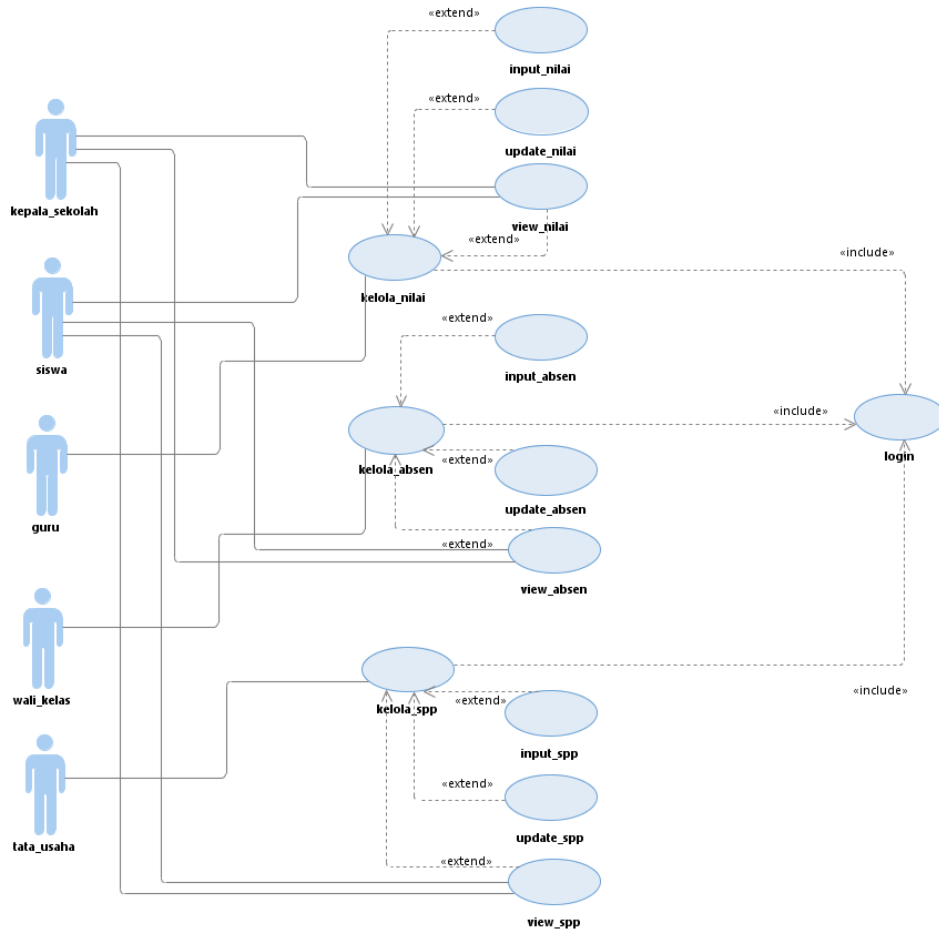 «extend»
input_nilai
«extend»
update_nilai
kepala_sekolah
view_nilai
«extend»
«include»
kelola_nilai
«extend»
siswa
input_absen
«include»
kelola_absen
«extend»
login
update_absen
guru
«extend»
view_absen
wali_kelas
«include»
«extend»
kelola_spp
input_spp
«extend»
update_spp
tata_usaha
«extend»
view_spp